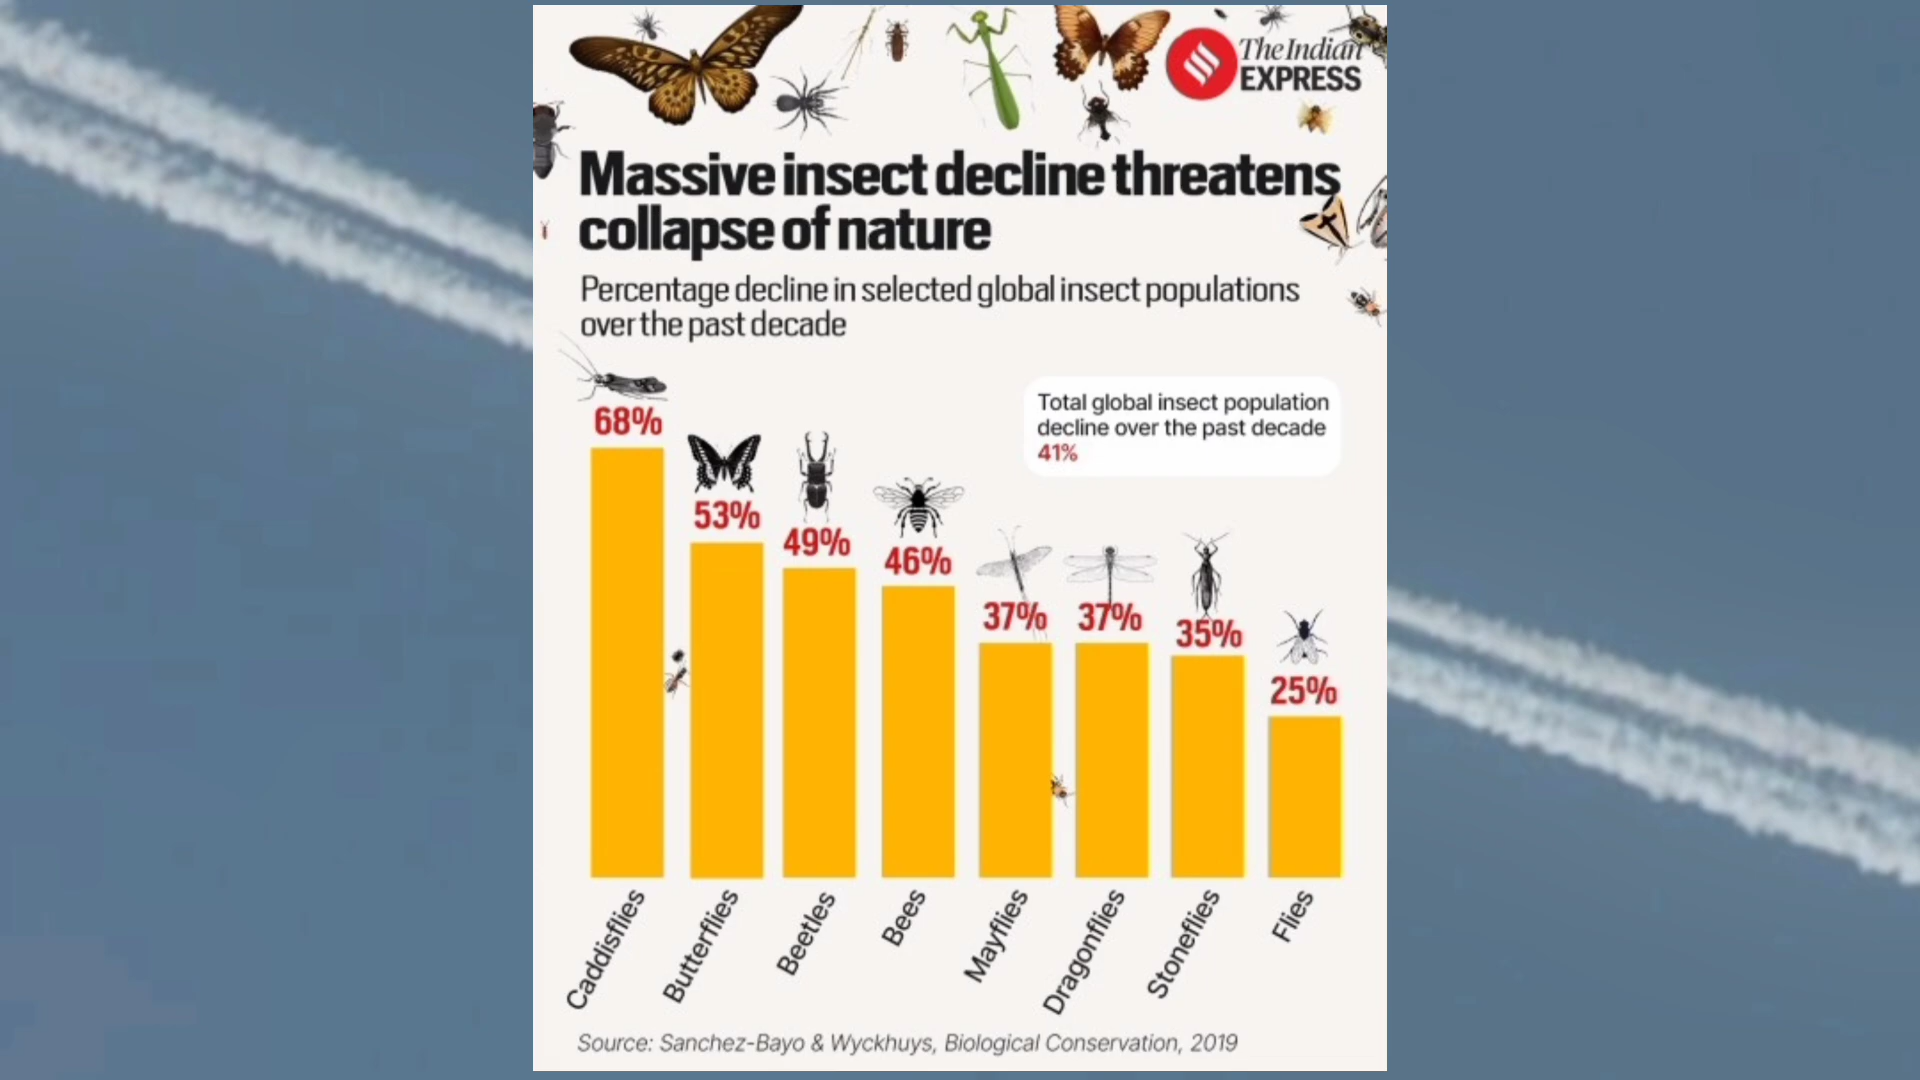 The Indian
EXPRESS
Massive insect decline threatens
collapse of nature
Percentage decline in selected global insect populations
over the past decade
Total global insect population
decline over the past decade
41%
68%
53%
49%
46%
37%
37%
35%
25%
Caddisflies
Butterflies
Beetles
Bees
Mayflies
Dragonflies
Stoneflies
Flies
Source: Sanchez-Bayo & Wyckhuys, Biological Conservation, 2019